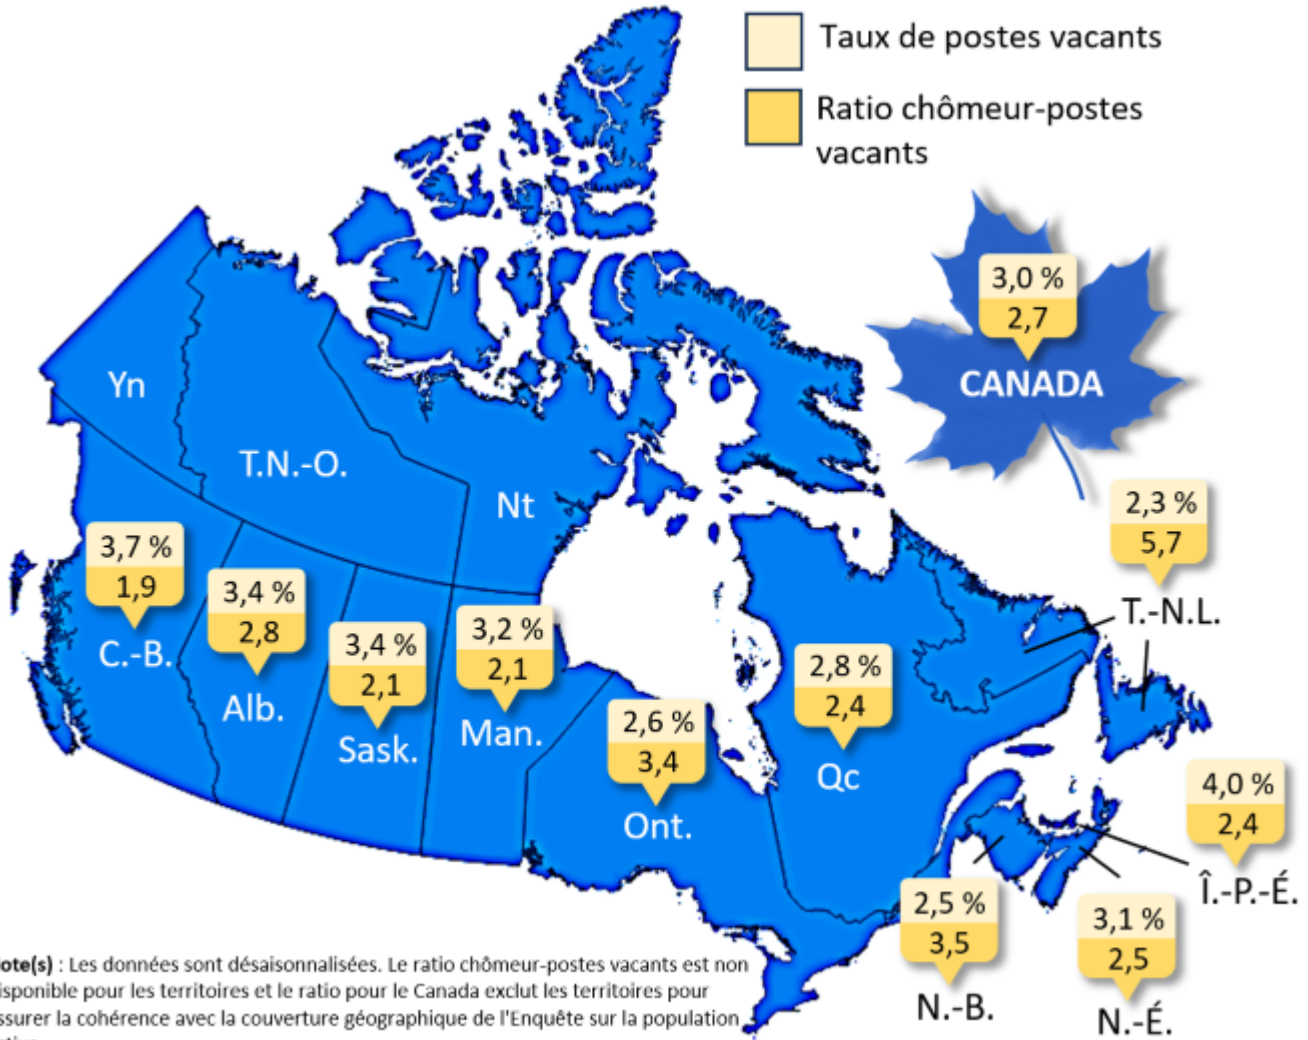 Taux de postes vacants
Ratio chômeur-postes
vacants
3,0 %
2,7
CANADA
Yn
T.N.-O.
Nt
2,3 %
5,7
T.-N.L.
3,7 %
1,9
C.-B.
3,4 %
2,8
Alb.
3,4 %
2,1
Sask.
3,2 %
2,1
Man.
2,6 %
3,4
Ont.
2,8 %
2,4
Qc
4,0 %
2,4
Î.-P.-É.
2,5 %
3,5
N.-B.
3,1 %
2,5
N.-É.
ote(s) : Les données sont désaisonnalisées. Le ratio chômeur-postes vacants est non
isponible pour les territoires et le ratio pour le Canada exclut les territoires pour
ssurer la cohérence avec la couverture géographique de l'Enquête sur la population